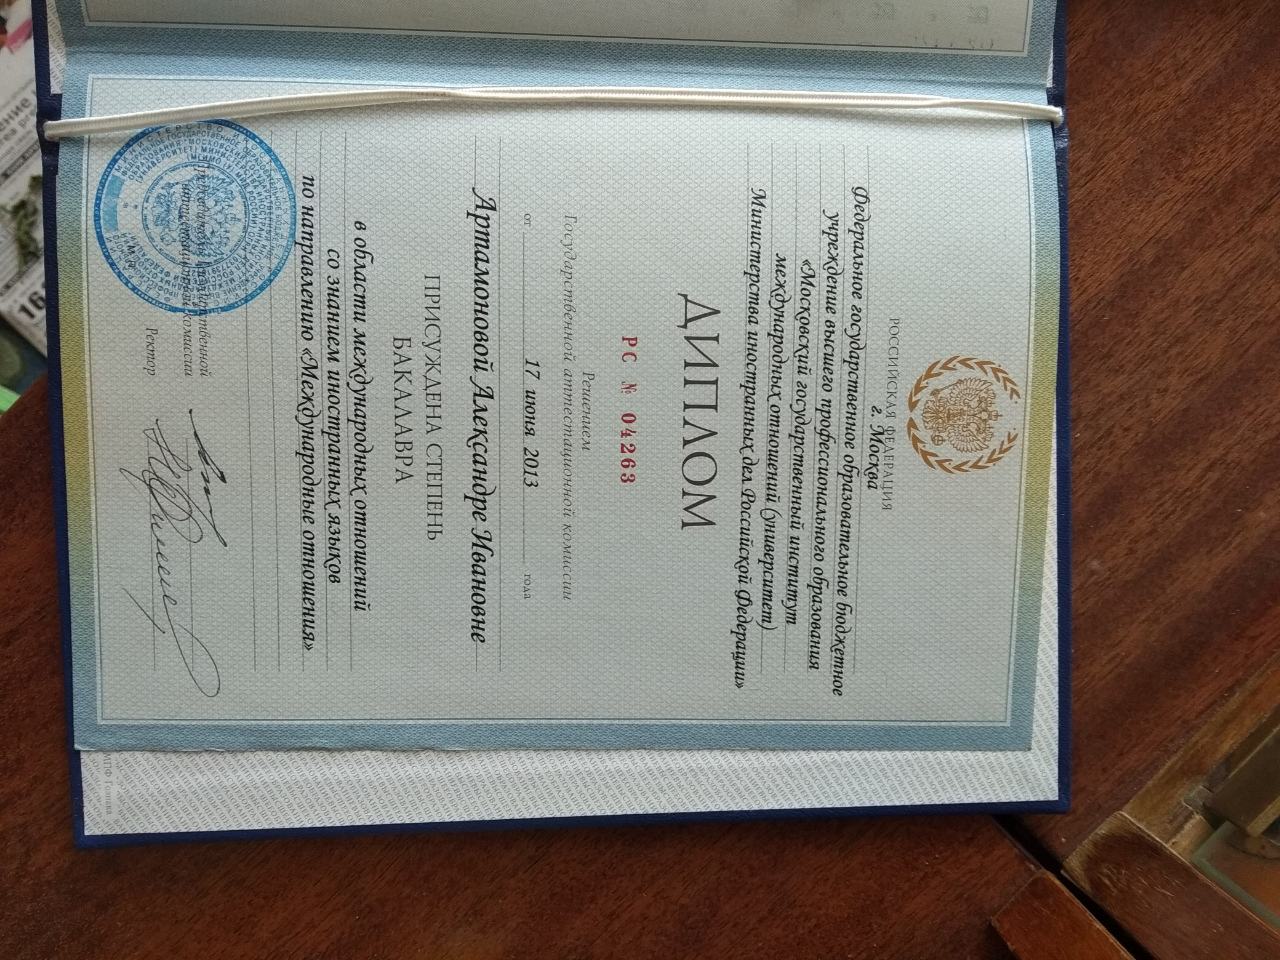 РОССИЙСКАЯ ФЕДЕРАЦИЯ
г. Москва
Федеральное государственное образовательное бюджетное
учреждение высшего профессионального образования
«Московский государственный институт
международных отношений (университет)
Министерства иностранных дел Российской Федерации»
ДИПЛОМ
РС № 04263
Решением
Государственной аттестационной комиссии
от 17 июня 2013 года
Артамоновой Александре Ивановне
ПРИСУЖДЕНА СТЕПЕНЬ
БАКАЛАВРА
в области международных отношений
со знанием иностранных языков
по направлению «Международные отношения»
Председатель Государственной
аттестационной комиссии
Ректор
16